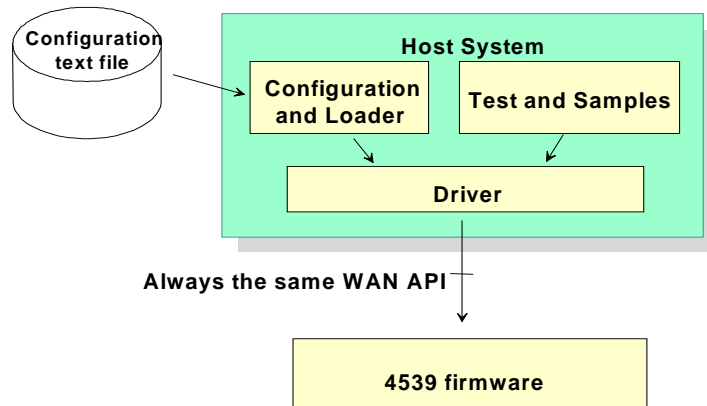 Configuration
text file
Host System
Configuration
and Loader
Test and Samples
Driver
Always the same WAN API
4539 firmware